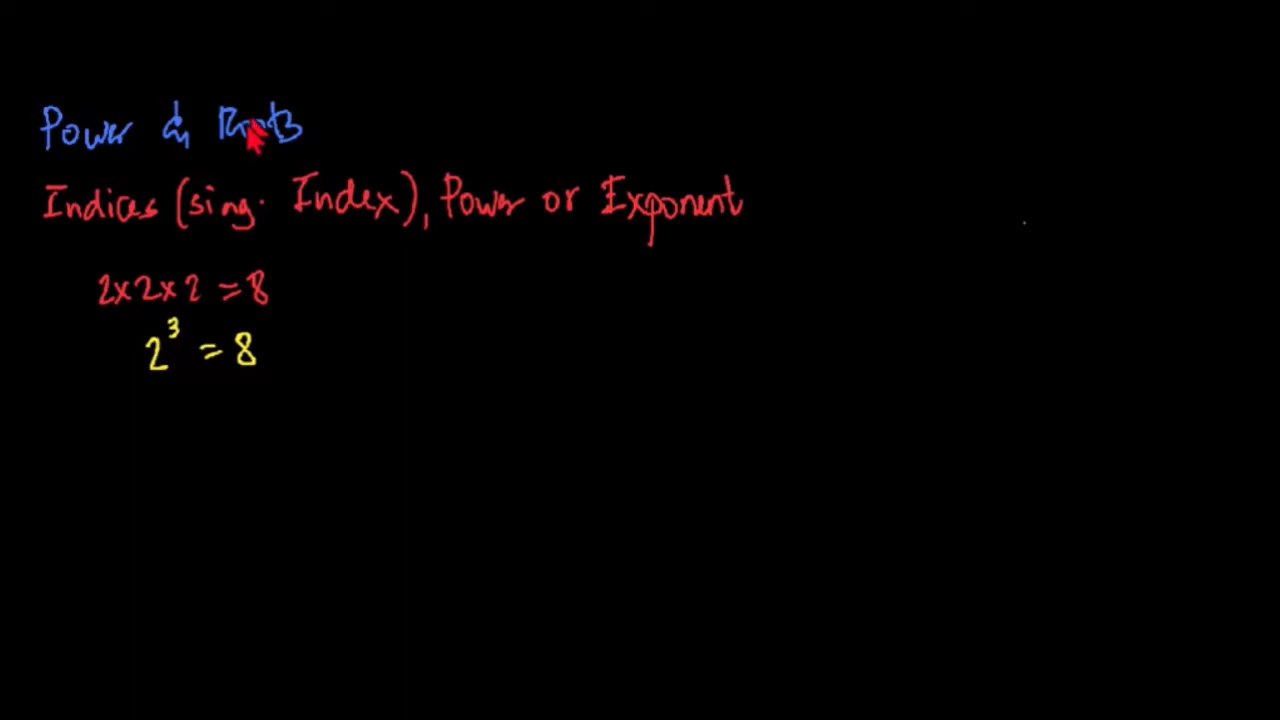 Power & Roots
Indices (sing. Index), Power or Exponent
2x2x2 = 8
2³ = 8